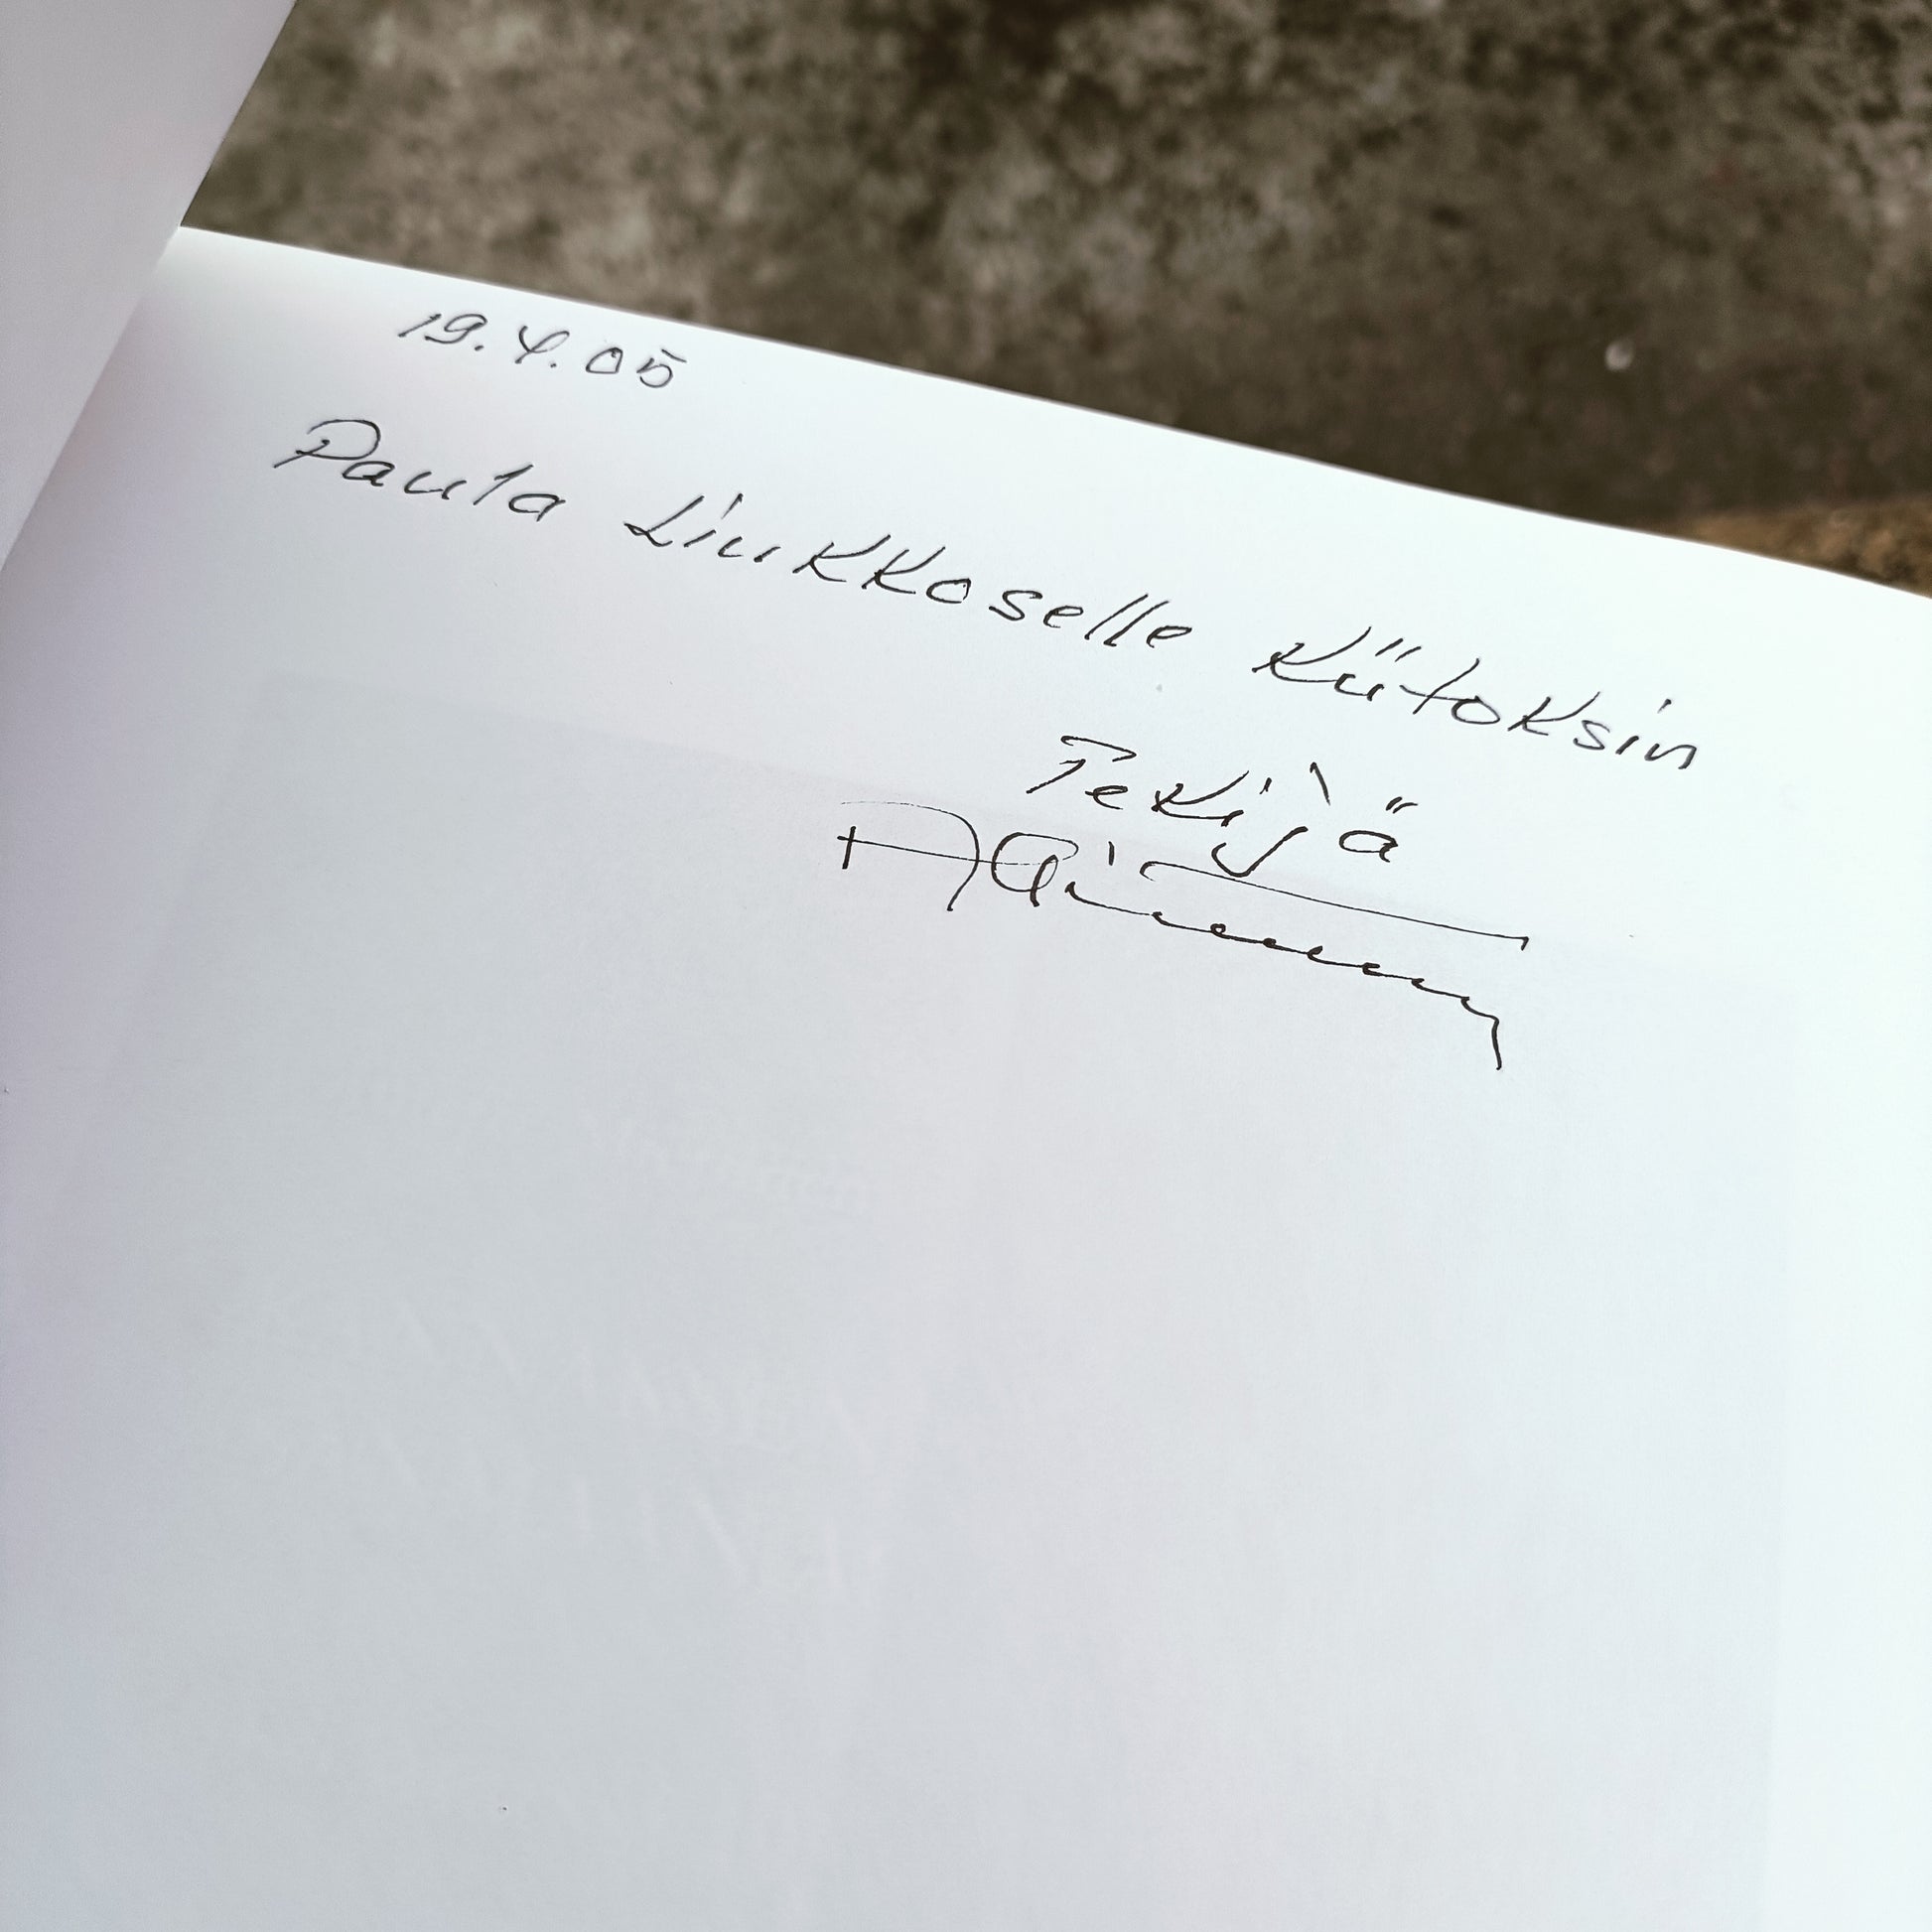 19.4.05
Paula Liukkoselle Kiitoksin
Tekijä